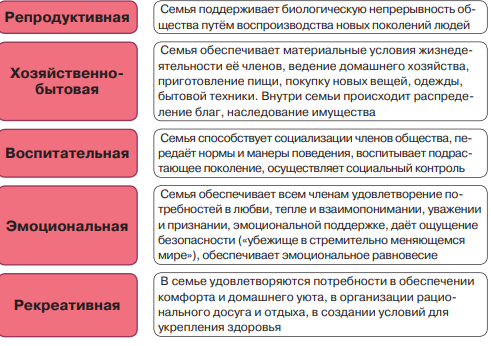 Репродуктивная
Семья поддерживает биологическую непрерывность об-
щества путём воспроизводства новых поколений людей
Хозяйственно-
бытовая
Семья обеспечивает материальные условия жизнеде-
ятельности её членов, ведение домашнего хозяйства,
приготовление пищи, покупку новых вещей, одежды,
бытовой техники. Внутри семьи происходит распреде-
ление благ, наследование имущества
Воспитательная
Семья способствует социализации членов общества, пе-
редаёт нормы и манеры поведения, воспитывает подрас-
тающее поколение, осуществляет социальный контроль
Эмоциональная
Семья обеспечивает всем членам удовлетворение по-
требностей в любви, тепле и взаимопонимании, уважении
и признании, эмоциональной поддержке, даёт ощущение
безопасности («убежище в стремительно меняющемся
мире»), обеспечивает эмоциональное равновесие
Рекреативная
В семье удовлетворяются потребности в обеспечении
комфорта и домашнего уюта, в организации рацио-
нального досуга и отдыха, в создании условий для
укрепления здоровья